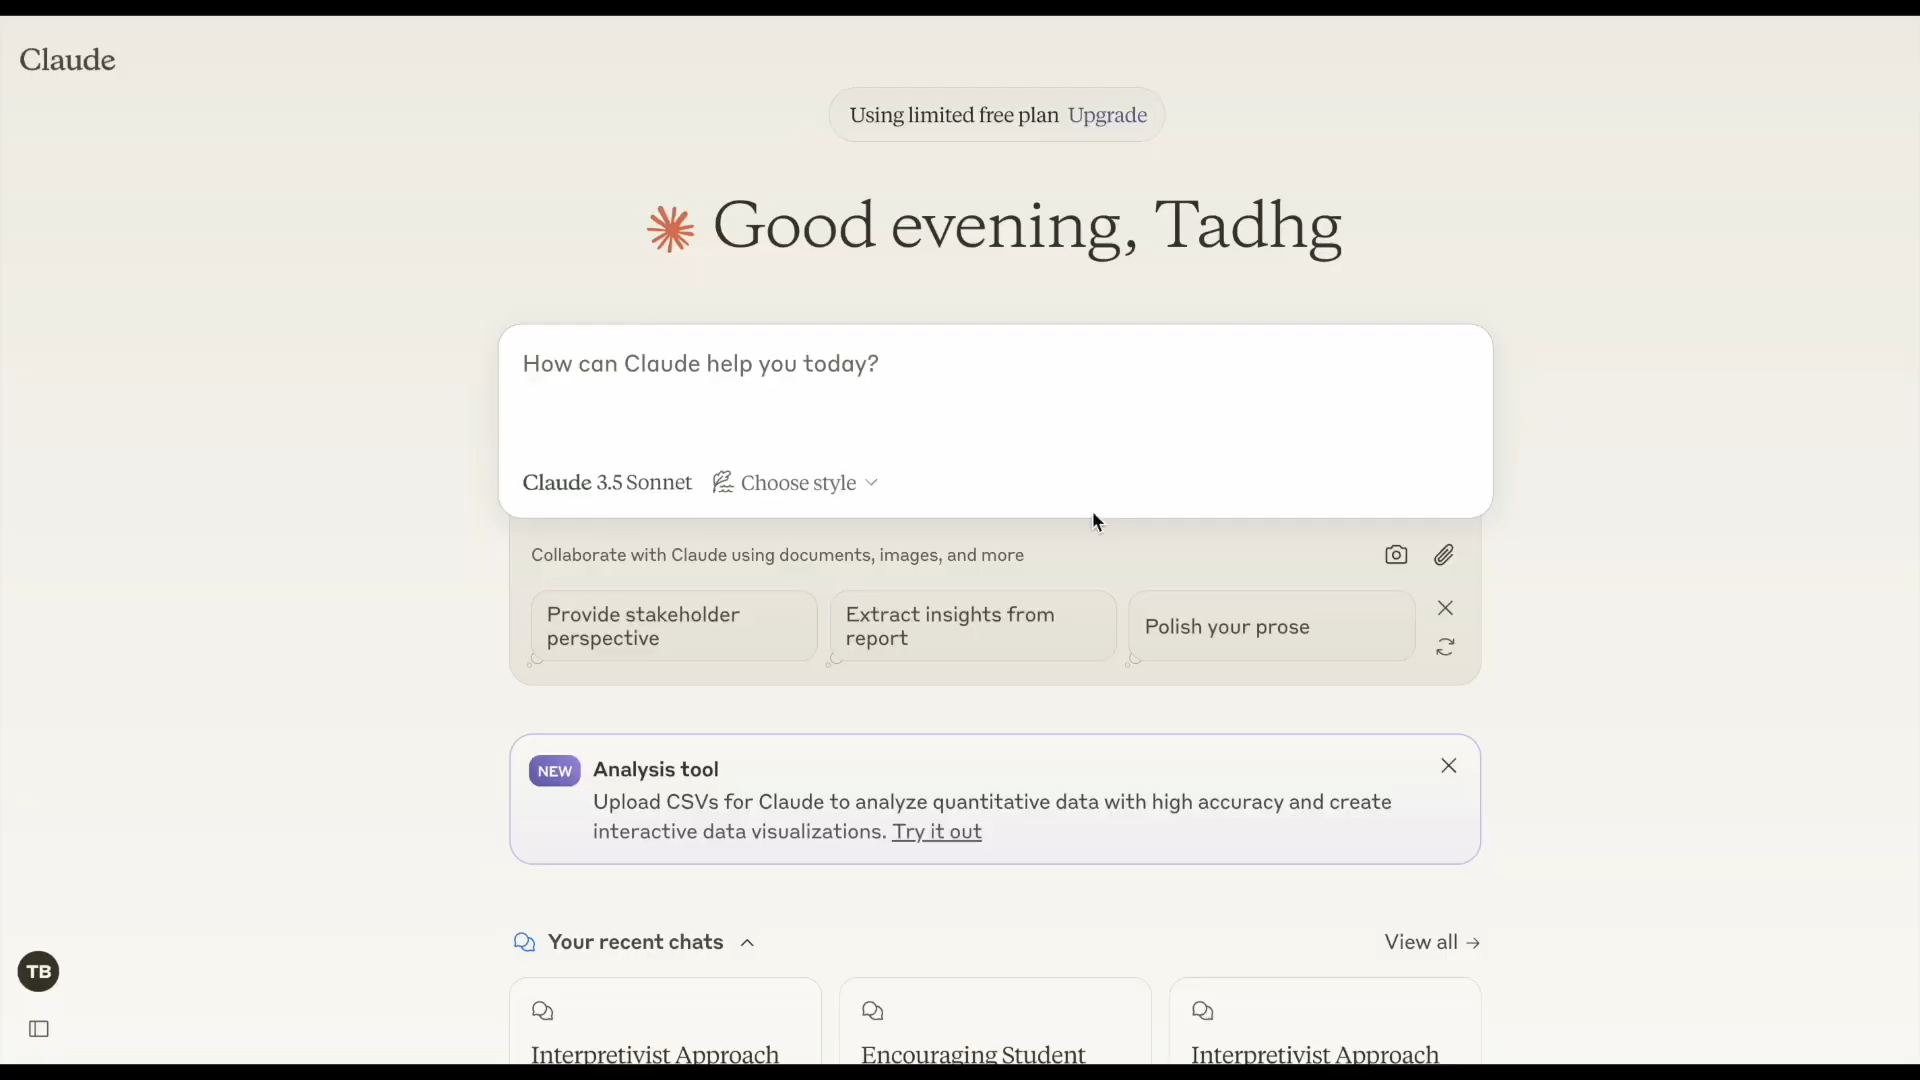 Claude
Using limited free plan Upgrade
Good evening, Tadhg
How can Claude help you today?
Claude 3.5 Sonnet Choose style
Collaborate with Claude using documents, images, and more
Provide stakeholder
perspective
Extract insights from
report
Polish your prose
NEW Analysis tool
Upload CSVs for Claude to analyze quantitative data with high accuracy and create
interactive data visualizations. Try it out
Your recent chats
View all →
TB
Interpretivist Approach
Encouraging Student
Interpretivist Approach